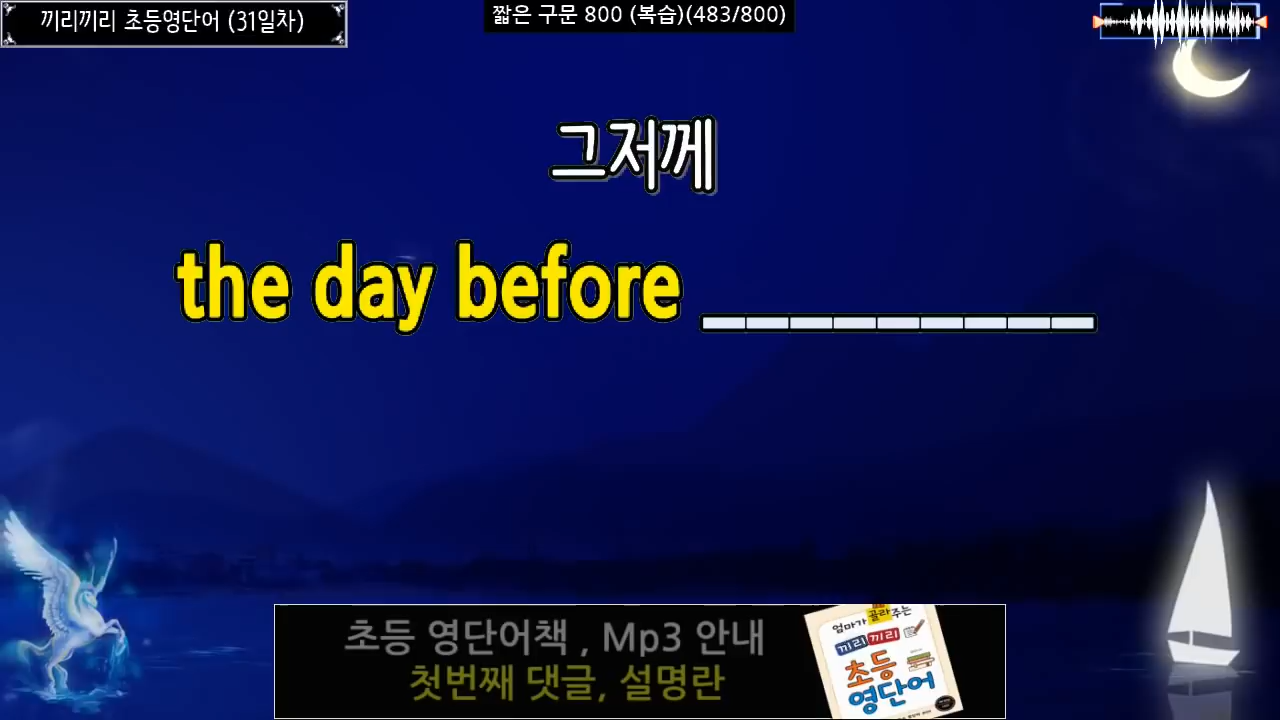 끼리끼리 초등영단어 (31일차)
짧은 구문 800 (복습)(483/800)
그저께
the day before _________
초등 영단어책 , Mp3 안내
첫번째 댓글, 설명란
엄마가 골라주는
끼리끼리
초등
영단어